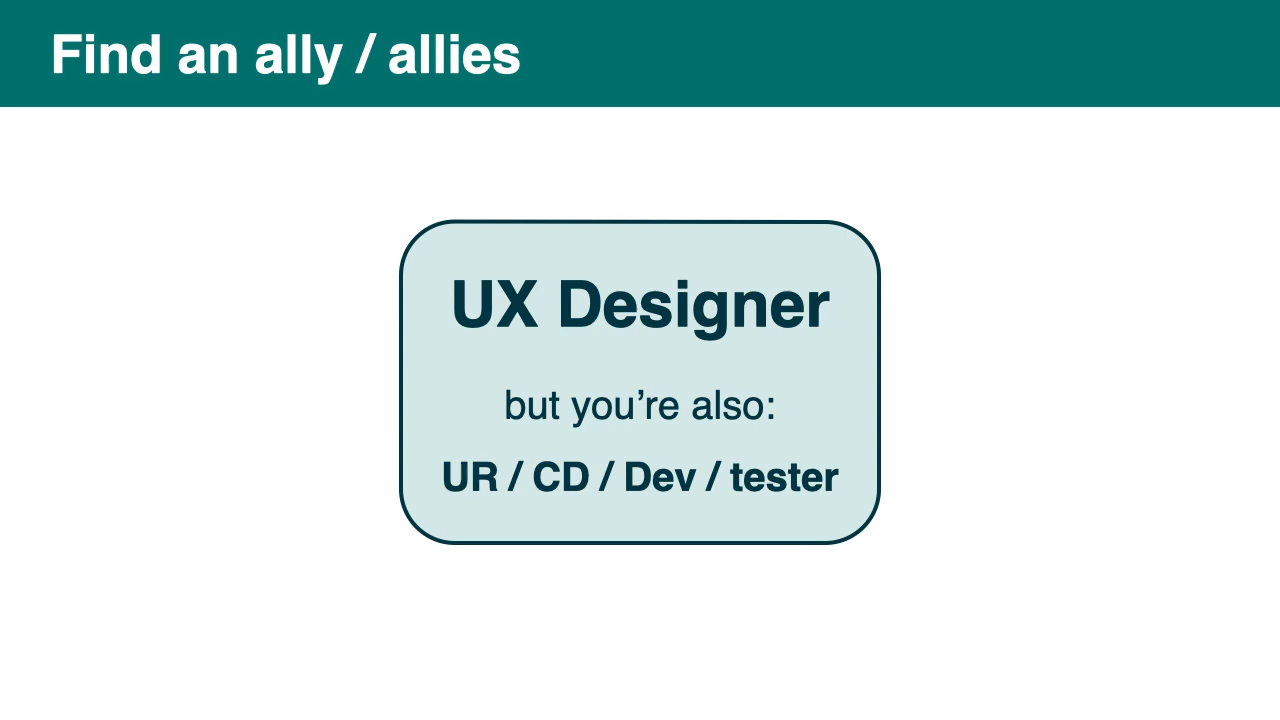 Find an ally / allies
UX Designer
but you’re also:
UR / CD / Dev / tester